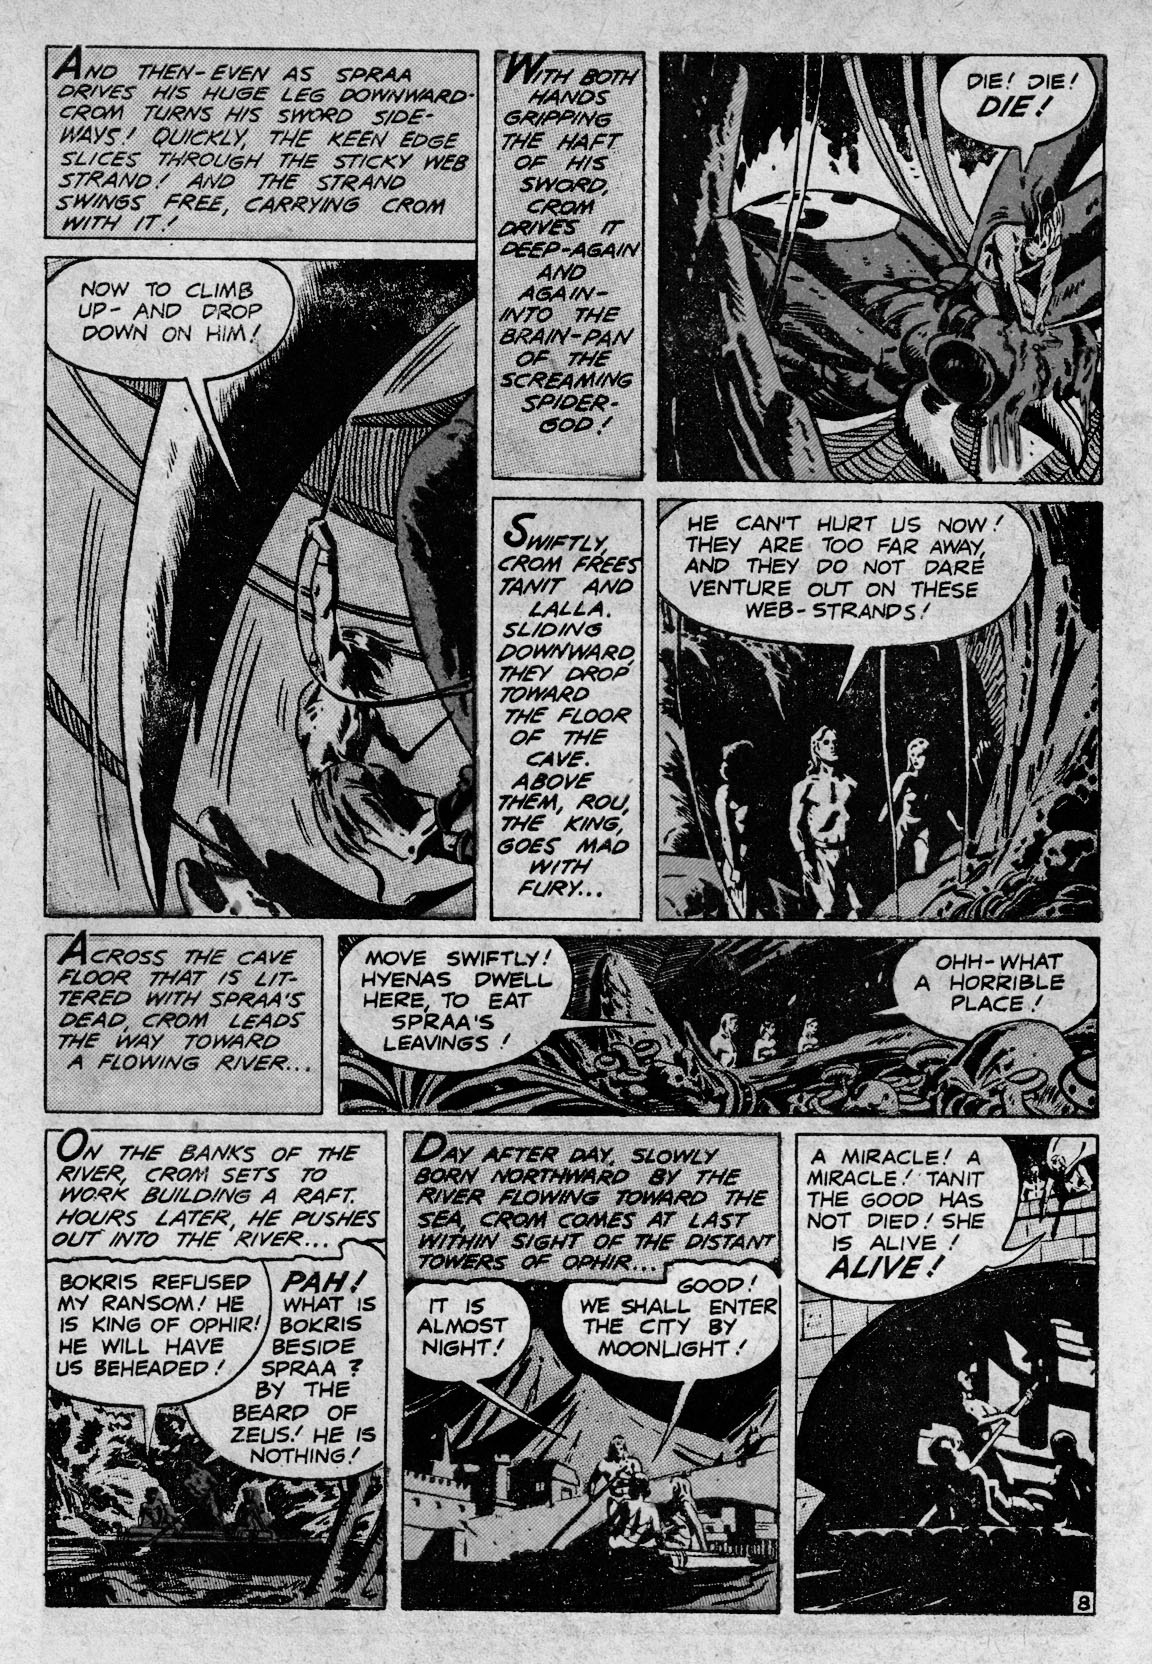 AND THEN-EVEN AS SPRAA
DRIVES HIS HUGE LEG DOWNWARD-
CROM TURNS HIS SWORD SIDE-
WAYS! QUICKLY, THE KEEN EDGE
SLICES THROUGH THE STICKY WEB
STRAND! AND THE STRAND
SWINGS FREE, CARRYING CROM
WITH IT!
NOW TO CLIMB
UP- AND DROP
DOWN ON HIM!
WITH BOTH
HANDS
GRIPPING
THE HAFT
OF HIS
SWORD,
CROM
DRIVES IT
DEEP-AGAIN
AND
AGAIN-
INTO THE
BRAIN-PAN
OF THE
SCREAMING
SPIDER-
GOD!
DIE! DIE!
DIE!
SWIFTLY,
CROM FREES
TANIT AND
LALLA.
SLIDING
DOWNWARD,
THEY DROP
TOWARD
THE FLOOR
OF THE
CAVE.
ABOVE
THEM, ROU,
THE KING,
GOES MAD
WITH
FURY...
HE CAN'T HURT US NOW!
THEY ARE TOO FAR AWAY,
AND THEY DO NOT DARE
VENTURE OUT ON THESE
WEB-STRANDS!
ACROSS THE CAVE
FLOOR THAT IS LIT-
TERED WITH SPRAA'S
DEAD, CROM LEADS
THE WAY TOWARD
A FLOWING RIVER...
MOVE SWIFTLY!
HYENAS DWELL
HERE, TO EAT
SPRAA'S
LEAVINGS!
OHH-WHAT
A HORRIBLE
PLACE!
ON THE BANKS OF THE
RIVER, CROM SETS TO
WORK BUILDING A RAFT.
HOURS LATER, HE PUSHES
OUT INTO THE RIVER...
BOKRIS REFUSED
MY RANSOM! HE
IS KING OF OPHIR!
HE WILL HAVE
US BEHEADED!
PAH!
WHAT IS
BOKRIS
BESIDE
SPRAA?
BY THE
BEARD OF
ZEUS! HE IS
NOTHING!
DAY AFTER DAY, SLOWLY
BORN NORTHWARD BY THE
RIVER FLOWING TOWARD THE
SEA, CROM COMES AT LAST
WITHIN SIGHT OF THE DISTANT
TOWERS OF OPHIR...
IT IS
ALMOST
NIGHT!
GOOD!
WE SHALL ENTER
THE CITY BY
MOONLIGHT!
A MIRACLE! A
MIRACLE! TANIT
THE GOOD HAS
NOT DIED! SHE
IS ALIVE!
ALIVE!
8